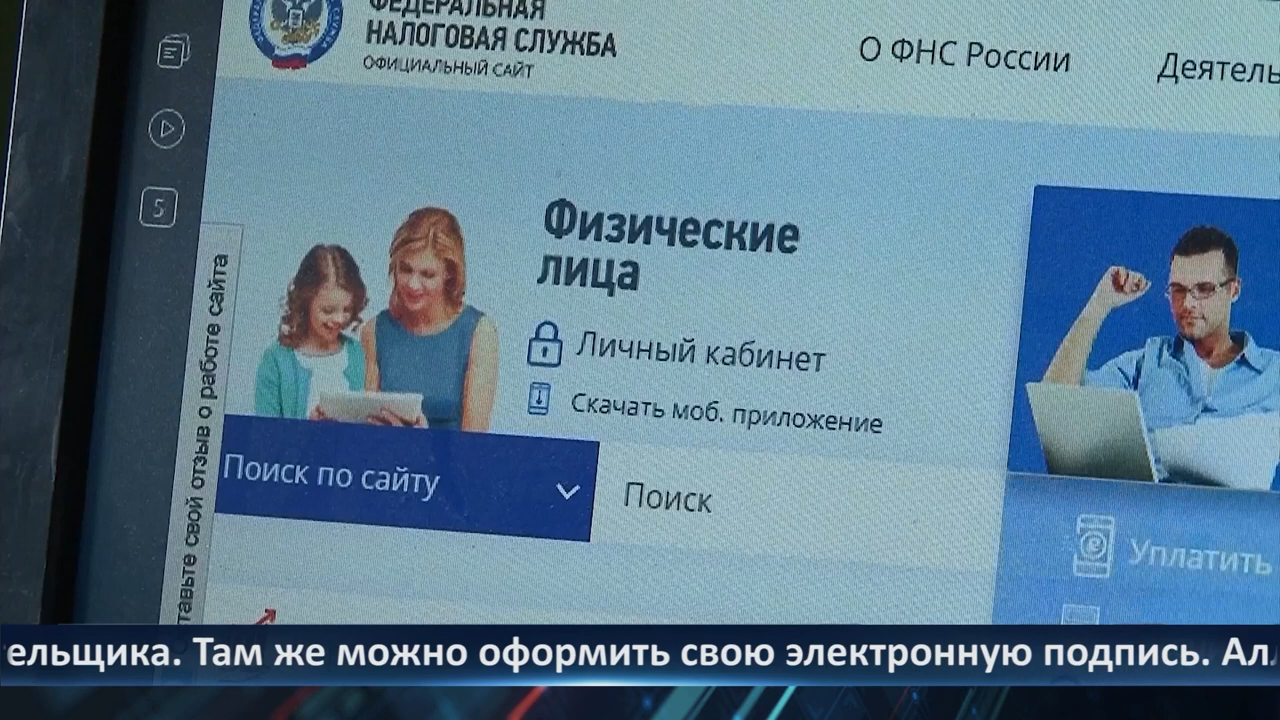 ФЕДЕРАЛЬНАЯ
НАЛОГОВАЯ СЛУЖБА
ОФИЦИАЛЬНЫЙ САЙТ
О ФНС России
Деятель
5
Физические
лица
Личный кабинет
Скачать моб. приложение
тавьте свой отзыв о работе сайта
Поиск по сайту
Поиск
Уплатить
ельщика. Там же можно оформить свою электронную подпись. Ал